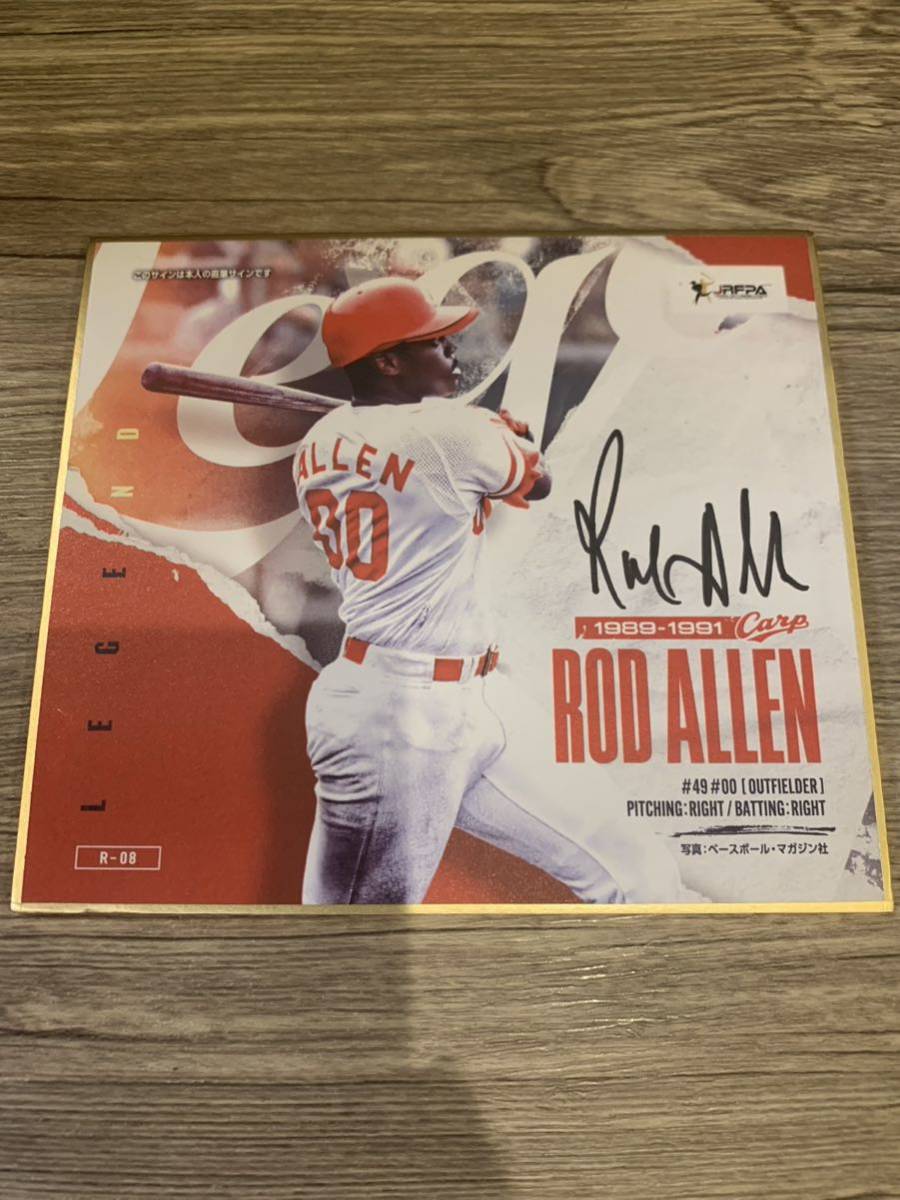 このサインは本人の直筆サインです
JRFPA
LEGEND
ALLEN
00
Rod Allen
1989-1991 Carp
ROD ALLEN
#49 #00 [OUTFIELDER]
PITCHING:RIGHT / BATTING:RIGHT
写真:ベースボール・マガジン社
R-08